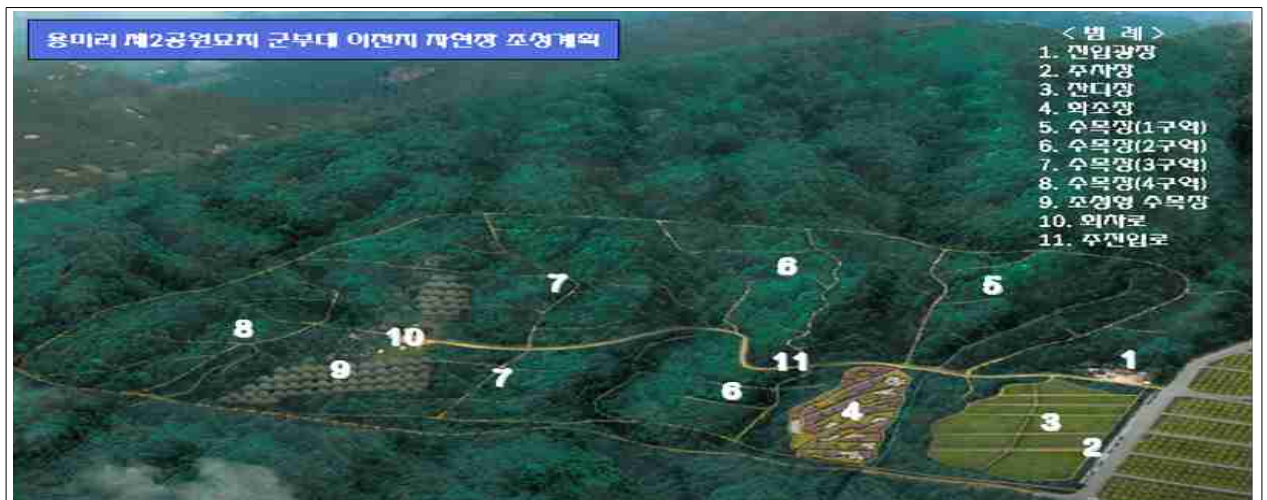 용미리 제2공원묘지 군부대 이전지 자연장 조성계획
< 범 례 >
1. 진입광장
2. 주차장
3. 잔디장
4. 화초장
5. 수목장(1구역)
6. 수목장(2구역)
7. 수목장(3구역)
8. 수목장(4구역)
9. 조성형 수목장
10. 회차로
11. 주진입로
6
7
5
8
10
11
1
9
7
6
4
3
2